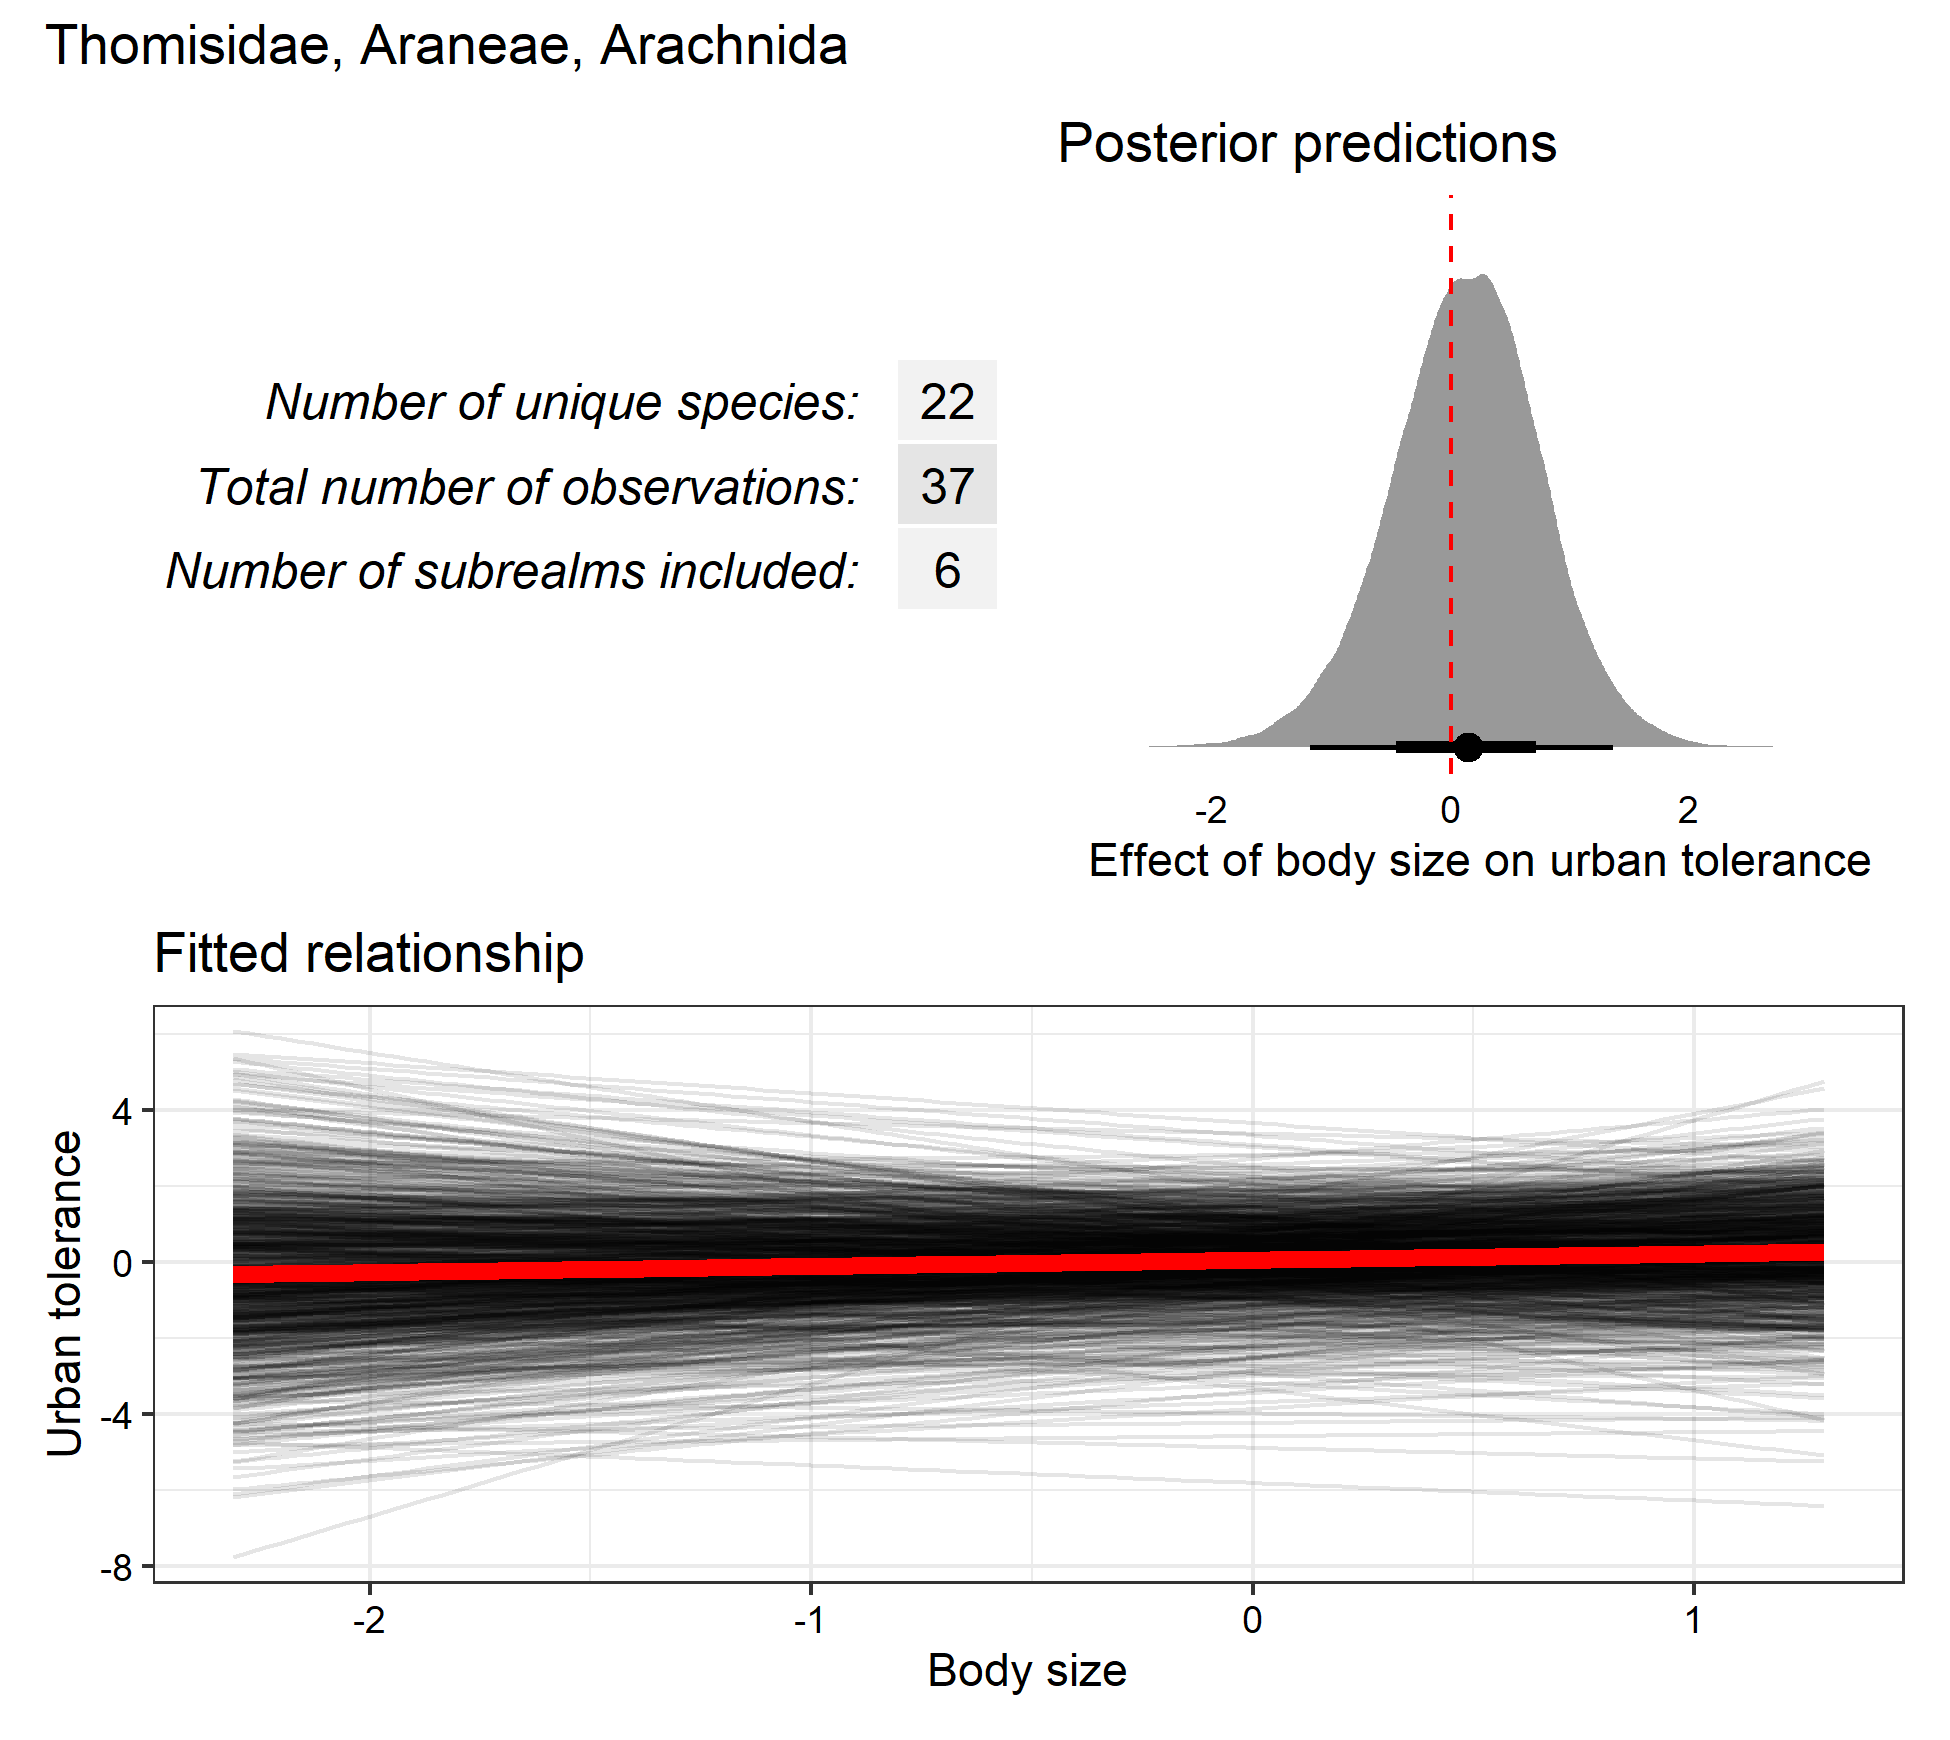 Thomisidae, Araneae, Arachnida
Posterior predictions
Number of unique species: 22
Total number of observations: 37
Number of subrealms included: 6
-2 0 2
Effect of body size on urban tolerance
Fitted relationship
Urban tolerance
4
0
-4
-8
-2 -1 0 1
Body size